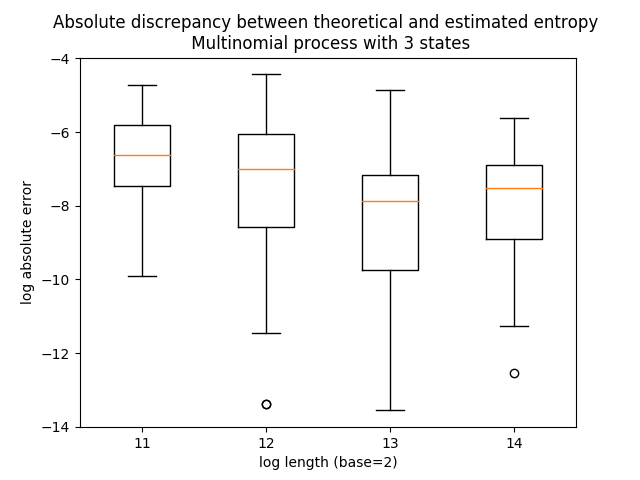 Absolute discrepancy between theoretical and estimated entropy
Multinomial process with 3 states
−4
−6
−8
−10
−12
−14
log absolute error
11 12 13 14
log length (base=2)